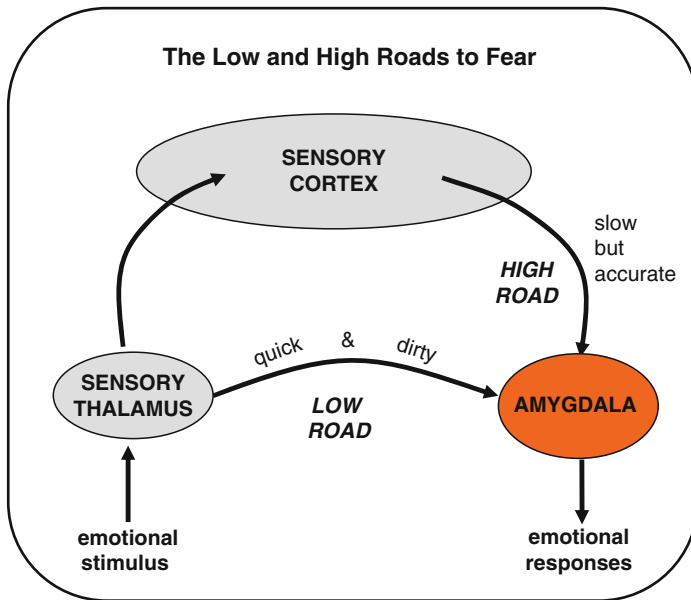 The Low and High Roads to Fear
SENSORY
CORTEX
slow
but
accurate
HIGH
ROAD
quick & dirty
SENSORY
THALAMUS
LOW
ROAD
AMYGDALA
emotional
stimulus
emotional
responses